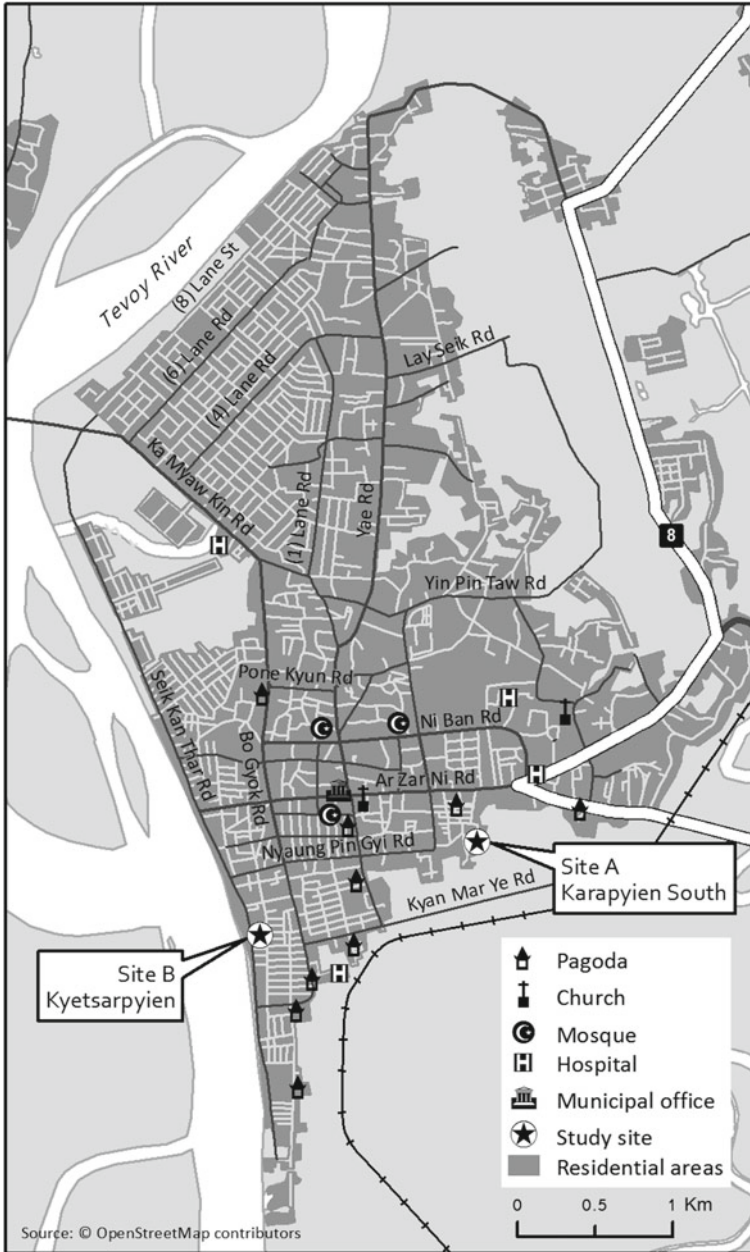 Tevoy River
(8) Lane St
(6) Lane Rd
(4) Lane Rd
Lay Seik Rd
Ka Myaw Kin Rd
(1) Lane Rd
Yae Rd
8
H
Yin Pin Taw Rd
Seik Kan Thar Rd
Pone Kyun Rd
H
Bo Gyok Rd
Ni Ban Rd
Ar Zar Ni Rd
H
Nyaung Pin Gyi Rd
Site A
Karapyien South
Kyan Mar Ye Rd
Site B
Kyetsarpyien
H
Pagoda
Church
Mosque
H Hospital
Municipal office
Study site
Residential areas
0 0.5 1 Km
Source: © OpenStreetMap contributors